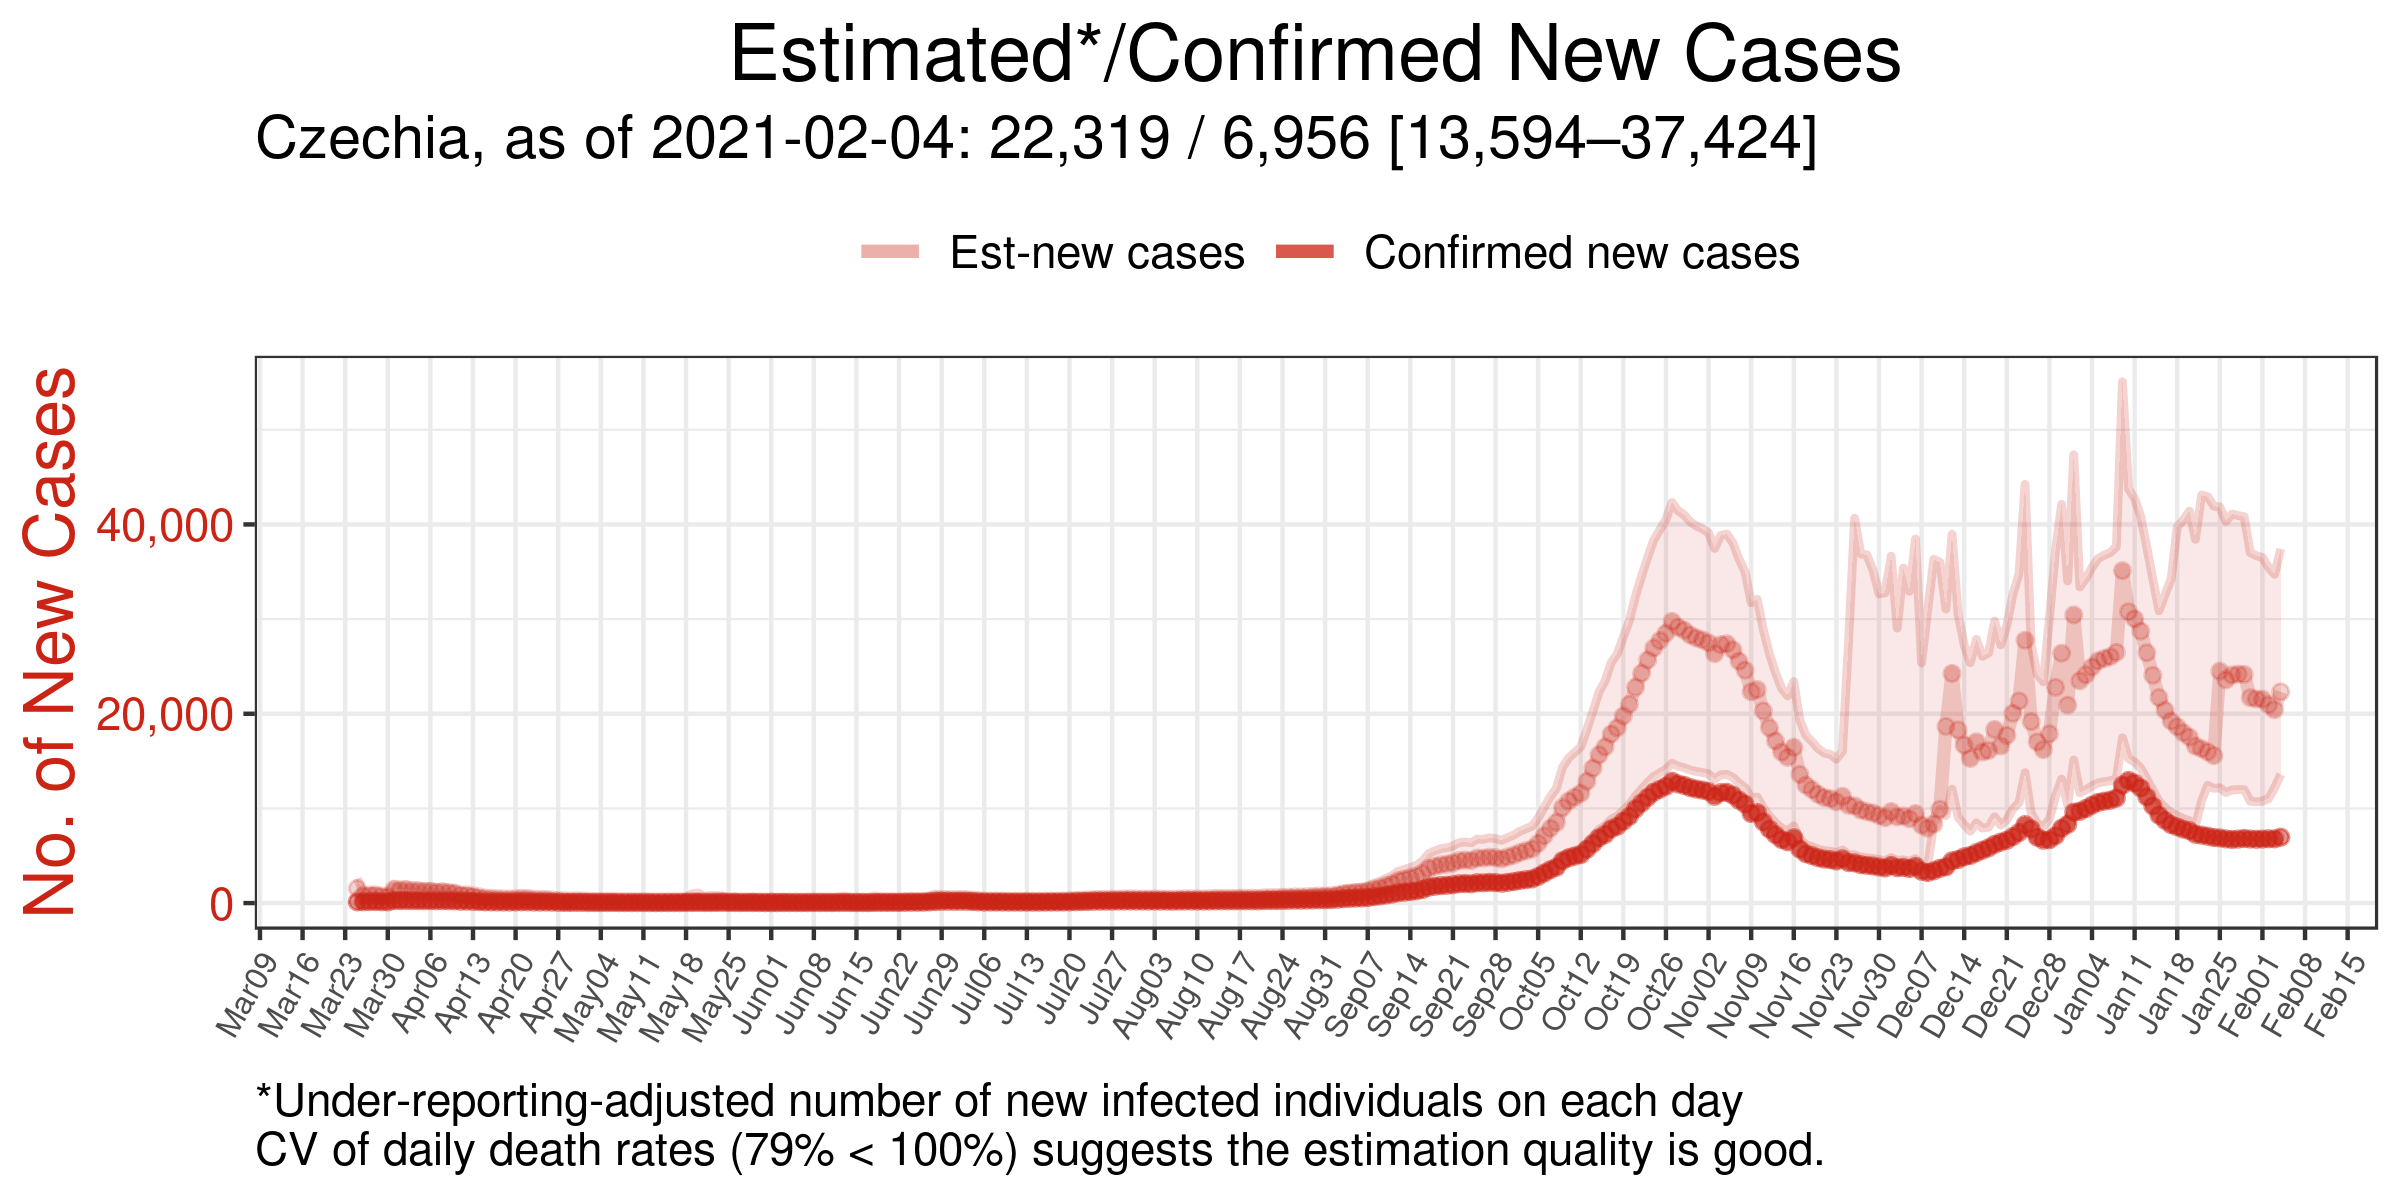 Estimated*/Confirmed New Cases
Czechia, as of 2021-02-04: 22,319 / 6,956 [13,594–37,424]
Est-new cases Confirmed new cases
No. of New Cases
40,000
20,000
0
Mar09 Mar16 Mar23 Mar30 Apr06 Apr13 Apr20 Apr27 May04 May11 May18 May25 Jun01 Jun08 Jun15 Jun22 Jun29 Jul06 Jul13 Jul20 Jul27 Aug03 Aug10 Aug17 Aug24 Aug31 Sep07 Sep14 Sep21 Sep28 Oct05 Oct12 Oct19 Oct26 Nov02 Nov09 Nov16 Nov23 Nov30 Dec07 Dec14 Dec21 Dec28 Jan04 Jan11 Jan18 Jan25 Feb01 Feb08 Feb15
*Under-reporting-adjusted number of new infected individuals on each day
CV of daily death rates (79% < 100%) suggests the estimation quality is good.